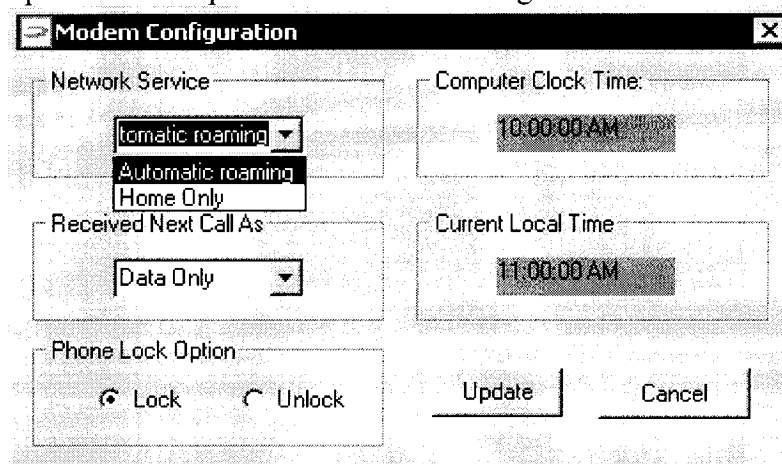 Modem Configuration
Network Service
Computer Clock Time:
tomatic roaming
10:00:00 AM
Automatic roaming
Home Only
Received Next Call As
Current Local Time
Data Only
11:00:00 AM
Phone Lock Option
Lock
Unlock
Update
Cancel